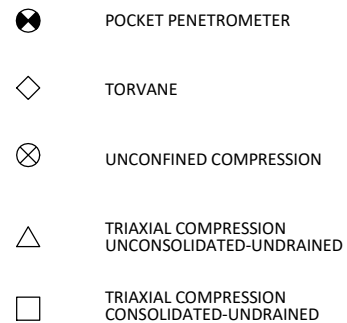 POCKET PENETROMETER
TORVANE
UNCONFINED COMPRESSION
TRIAXIAL COMPRESSION
UNCONSOLIDATED-UNDRAINED
TRIAXIAL COMPRESSION
CONSOLIDATED-UNDRAINED